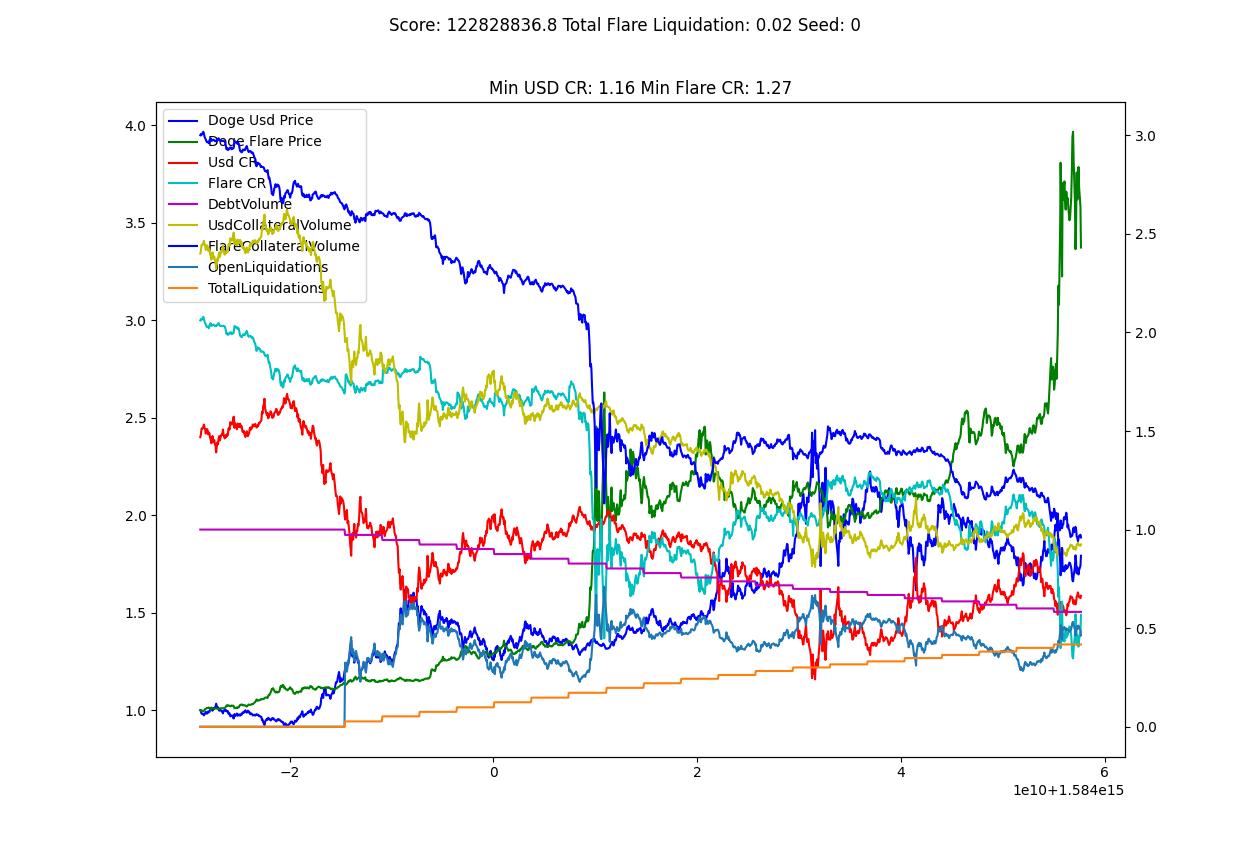 Score: 122828836.8 Total Flare Liquidation: 0.02 Seed: 0
Min USD CR: 1.16 Min Flare CR: 1.27
Doge Usd Price
Doge Flare Price
Usd CR
Flare CR
DebtVolume
UsdCollateralVolume
FlareCollateralVolume
OpenLiquidations
TotalLiquidations
4.0
3.5
3.0
2.5
2.0
1.5
1.0
3.0
2.5
2.0
1.5
1.0
0.5
0.0
−2
0
2
4
6
1e10+1.584e15